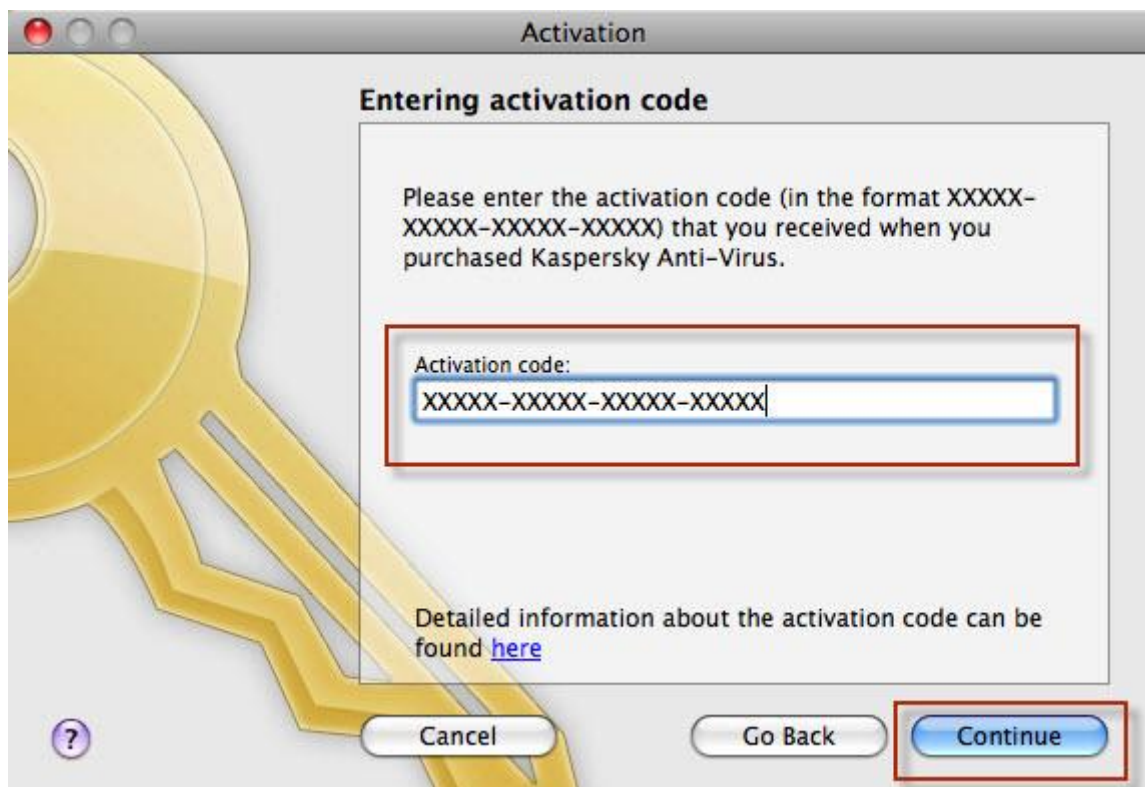 Activation
Entering activation code
Please enter the activation code (in the format XXXXX-
XXXXX-XXXXX-XXXXX) that you received when you
purchased Kaspersky Anti-Virus.
Activation code:
XXXXX-XXXXX-XXXXX-XXXXX
Detailed information about the activation code can be
found here
?
Cancel
Go Back
Continue